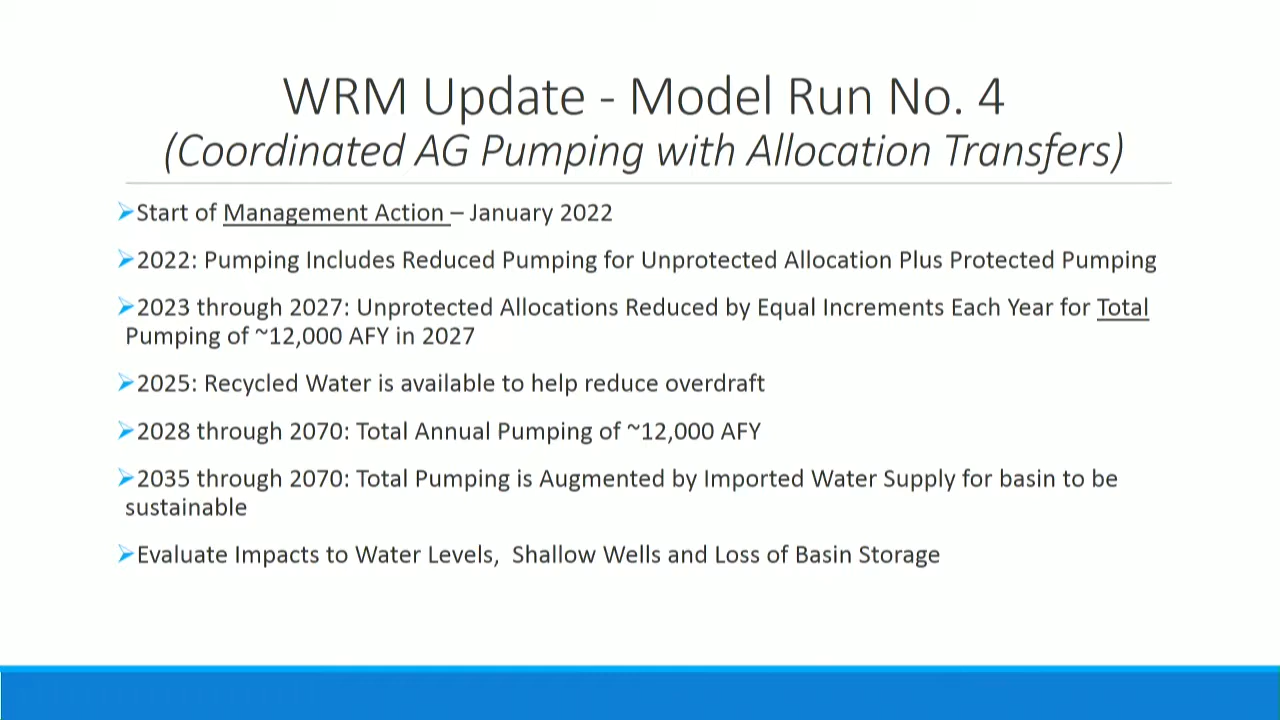 WRM Update - Model Run No. 4
(Coordinated AG Pumping with Allocation Transfers)
Start of Management Action – January 2022
2022: Pumping Includes Reduced Pumping for Unprotected Allocation Plus Protected Pumping
2023 through 2027: Unprotected Allocations Reduced by Equal Increments Each Year for Total
Pumping of ~12,000 AFY in 2027
2025: Recycled Water is available to help reduce overdraft
2028 through 2070: Total Annual Pumping of ~12,000 AFY
2035 through 2070: Total Pumping is Augmented by Imported Water Supply for basin to be
sustainable
Evaluate Impacts to Water Levels,  Shallow Wells and Loss of Basin Storage